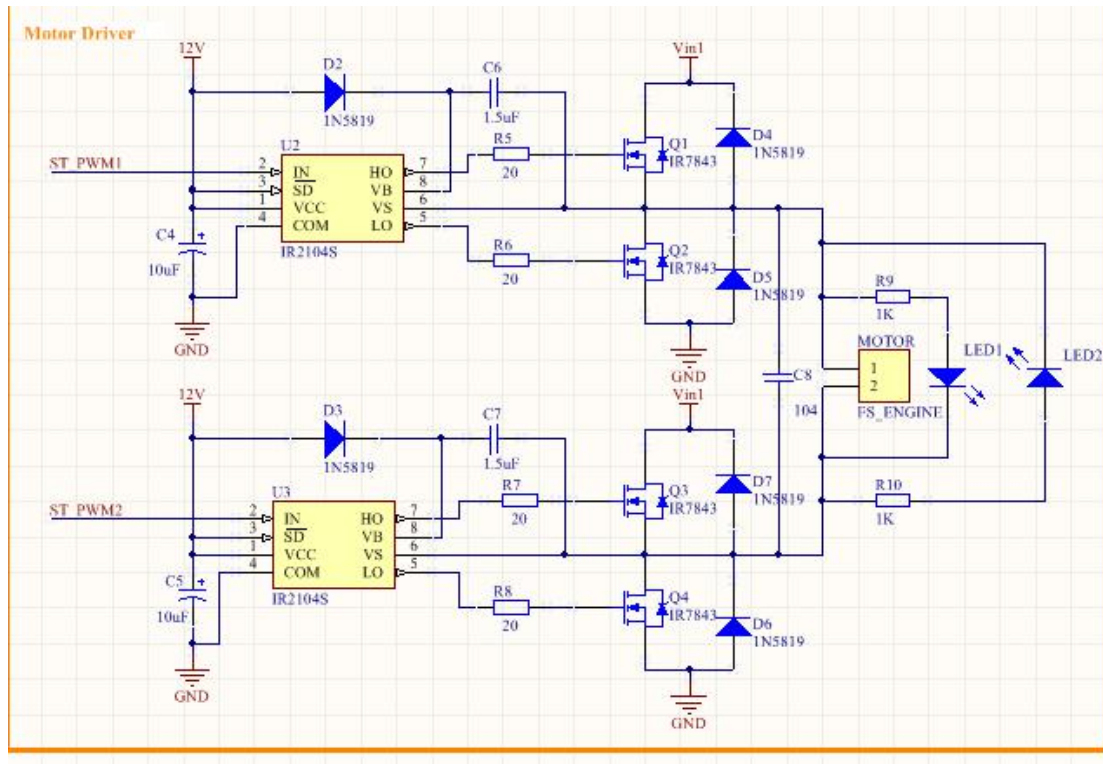 Motor Driver
12V
D2
1N5819
C6
1.5uF
Vin1
ST_PWM1
U2
2 IN HO 7
3 SD VB 8
1 VCC VS 6
4 COM LO 5
IR2104S
R5
20
Q1
IR7843
D4
1N5819
C4
+
10uF
R6
20
Q2
IR7843
D5
1N5819
GND
GND
R9
1K
MOTOR
1
2
FS_ENGINE
LED1
LED2
C8
104
12V
D3
1N5819
C7
1.5uF
Vin1
ST_PWM2
U3
2 IN HO 7
3 SD VB 8
1 VCC VS 6
4 COM LO 5
IR2104S
R7
20
Q3
IR7843
D7
1N5819
R10
1K
C5
+
10uF
R8
20
Q4
IR7843
D6
1N5819
GND
GND